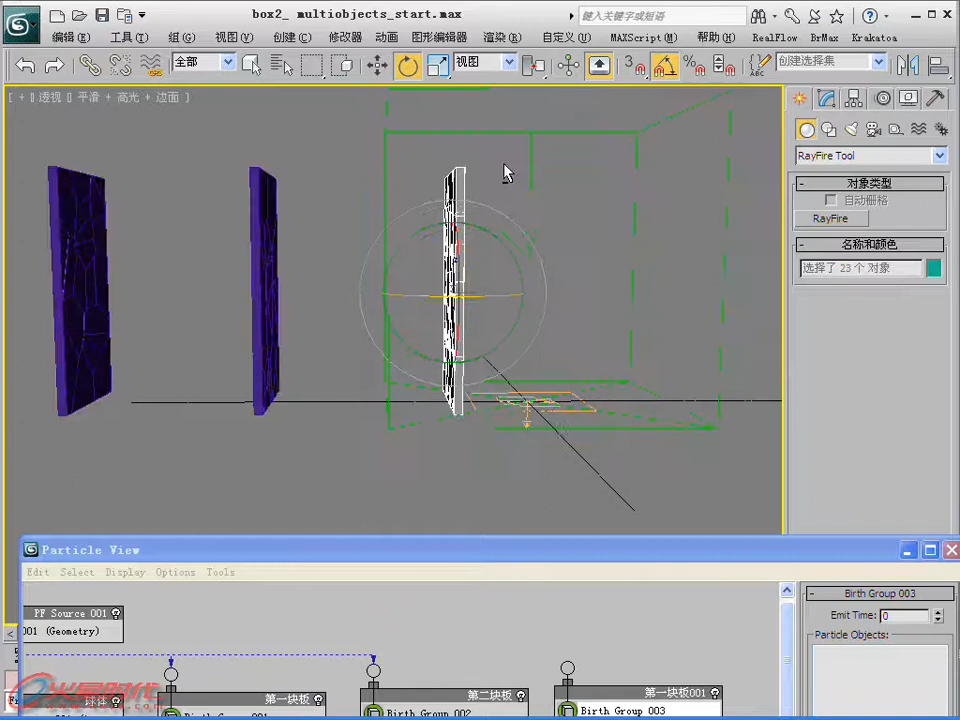 box2_ multiobjects_start.max
键入关键字或短语
编辑(E) 工具(T) 组(G) 视图(V) 创建(C) 修改器 动画 图形编辑器 渲染(R) 自定义(U) MAXScript(M) 帮助(H) RealFlow BrMax Krakatoa
全部 视图 3 % ABC 创建选择集
[ + ] [] 透视 [] 平滑 + 高光 + 边面 ]
RayFire Tool
- 对象类型
自动栅格
RayFire
- 名称和颜色
选择了 23 个 对象
Particle View
Edit Select Display Options Tools
PF Source 001
001 (Geometry)
- Birth Group 003
Emit Time: 0
Particle Objects:
球体 第一块板 第二块板 第一块板001
Birth Group 001 Birth Group 002 Birth Group 003
火星时代